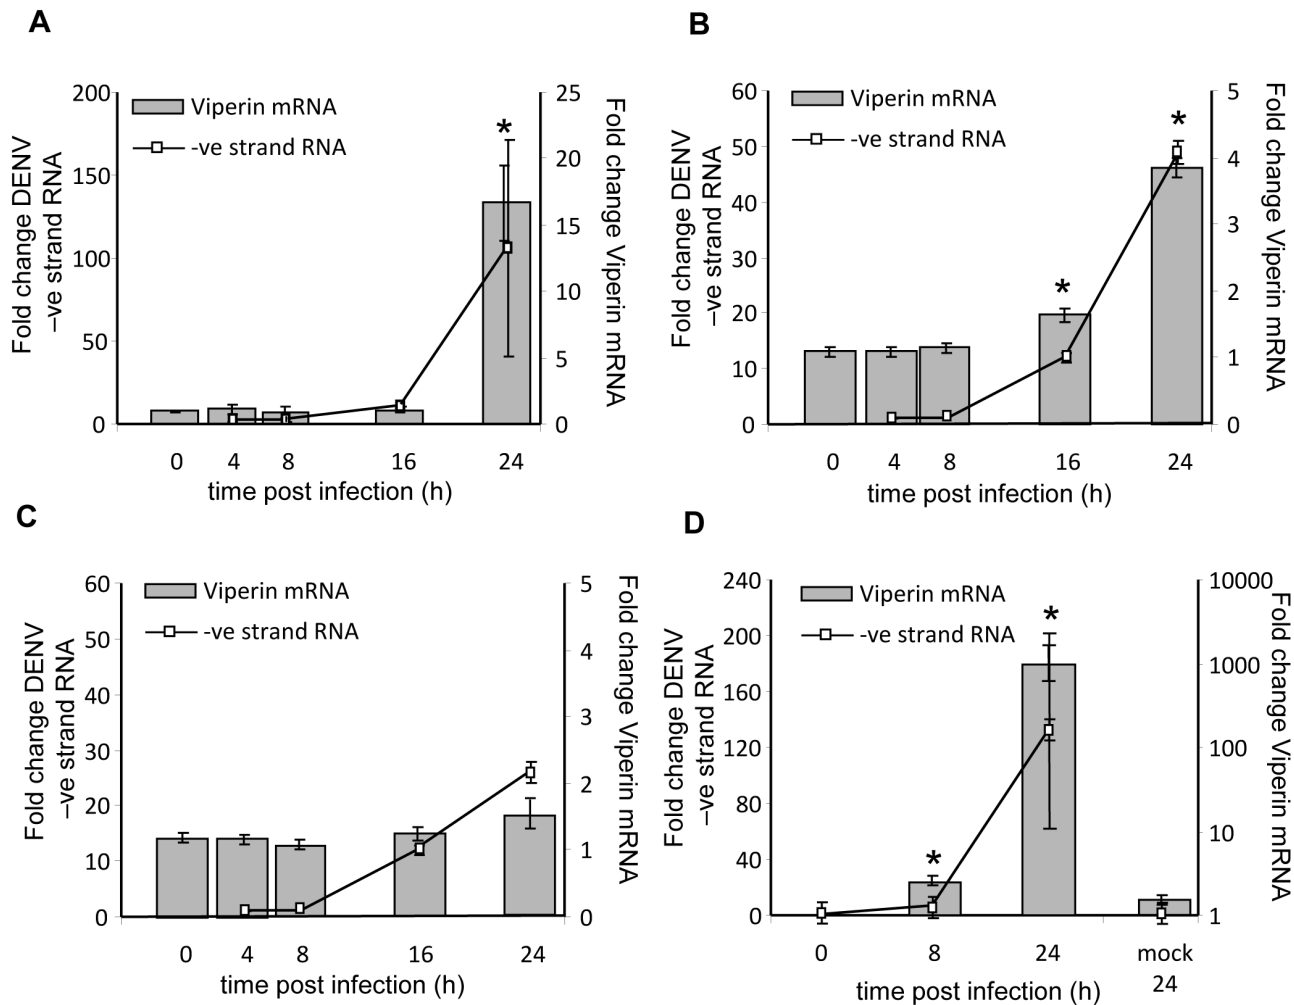 A
Viperin mRNA
-ve strand RNA
*
200
150
100
50
0
25
20
15
10
5
0
Fold change DENV
–ve strand RNA
Fold change Viperin mRNA
0 4 8 16 24
time post infection (h)
B
Viperin mRNA
-ve strand RNA
*
*
60
50
40
30
20
10
0
5
4
3
2
1
0
Fold change DENV
–ve strand RNA
Fold change Viperin mRNA
0 4 8 16 24
time post infection (h)
C
Viperin mRNA
-ve strand RNA
60
50
40
30
20
10
0
5
4
3
2
1
0
Fold change DENV
–ve strand RNA
Fold change Viperin mRNA
0 4 8 16 24
time post infection (h)
D
Viperin mRNA
-ve strand RNA
*
*
240
200
160
120
80
40
0
10000
1000
100
10
1
Fold change DENV
–ve strand RNA
Fold change Viperin mRNA
0 8 24 mock
24
time post infection (h)